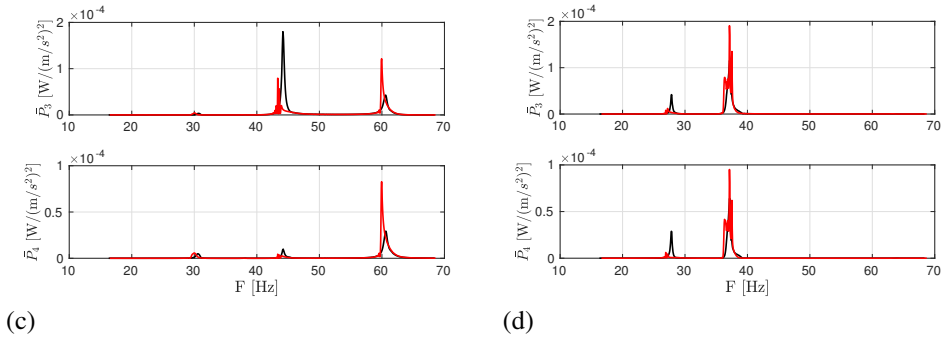 ×10⁻⁴ ×10⁻⁴
2 2
1 1
0 0
P̄₃ [W/(m/s²)²] P̄₃ [W/(m/s²)²]
10 20 30 40 50 60 70 10 20 30 40 50 60 70
×10⁻⁴ ×10⁻⁴
1 1
0.5 0.5
0 0
P̄₄ [W/(m/s²)²] P̄₄ [W/(m/s²)²]
10 20 30 40 50 60 70 10 20 30 40 50 60 70
F [Hz] F [Hz]
(c) (d)